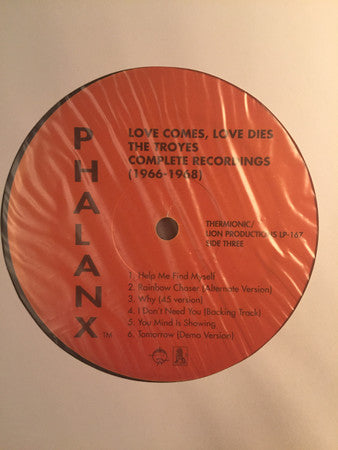 PHALANX™
LOVE COMES, LOVE DIES
THE TROYES
COMPLETE RECORDINGS
(1966-1968)
THERMIONIC/
LION PRODUCTIONS LP-167
SIDE THREE
1. Help Me Find Myself
2. Rainbow Chaser (Alternate Version)
3. Why (45 version)
4. I Don't Need You (Backing Track)
5. You Mind Is Showing
6. Tomorrow (Demo Version)